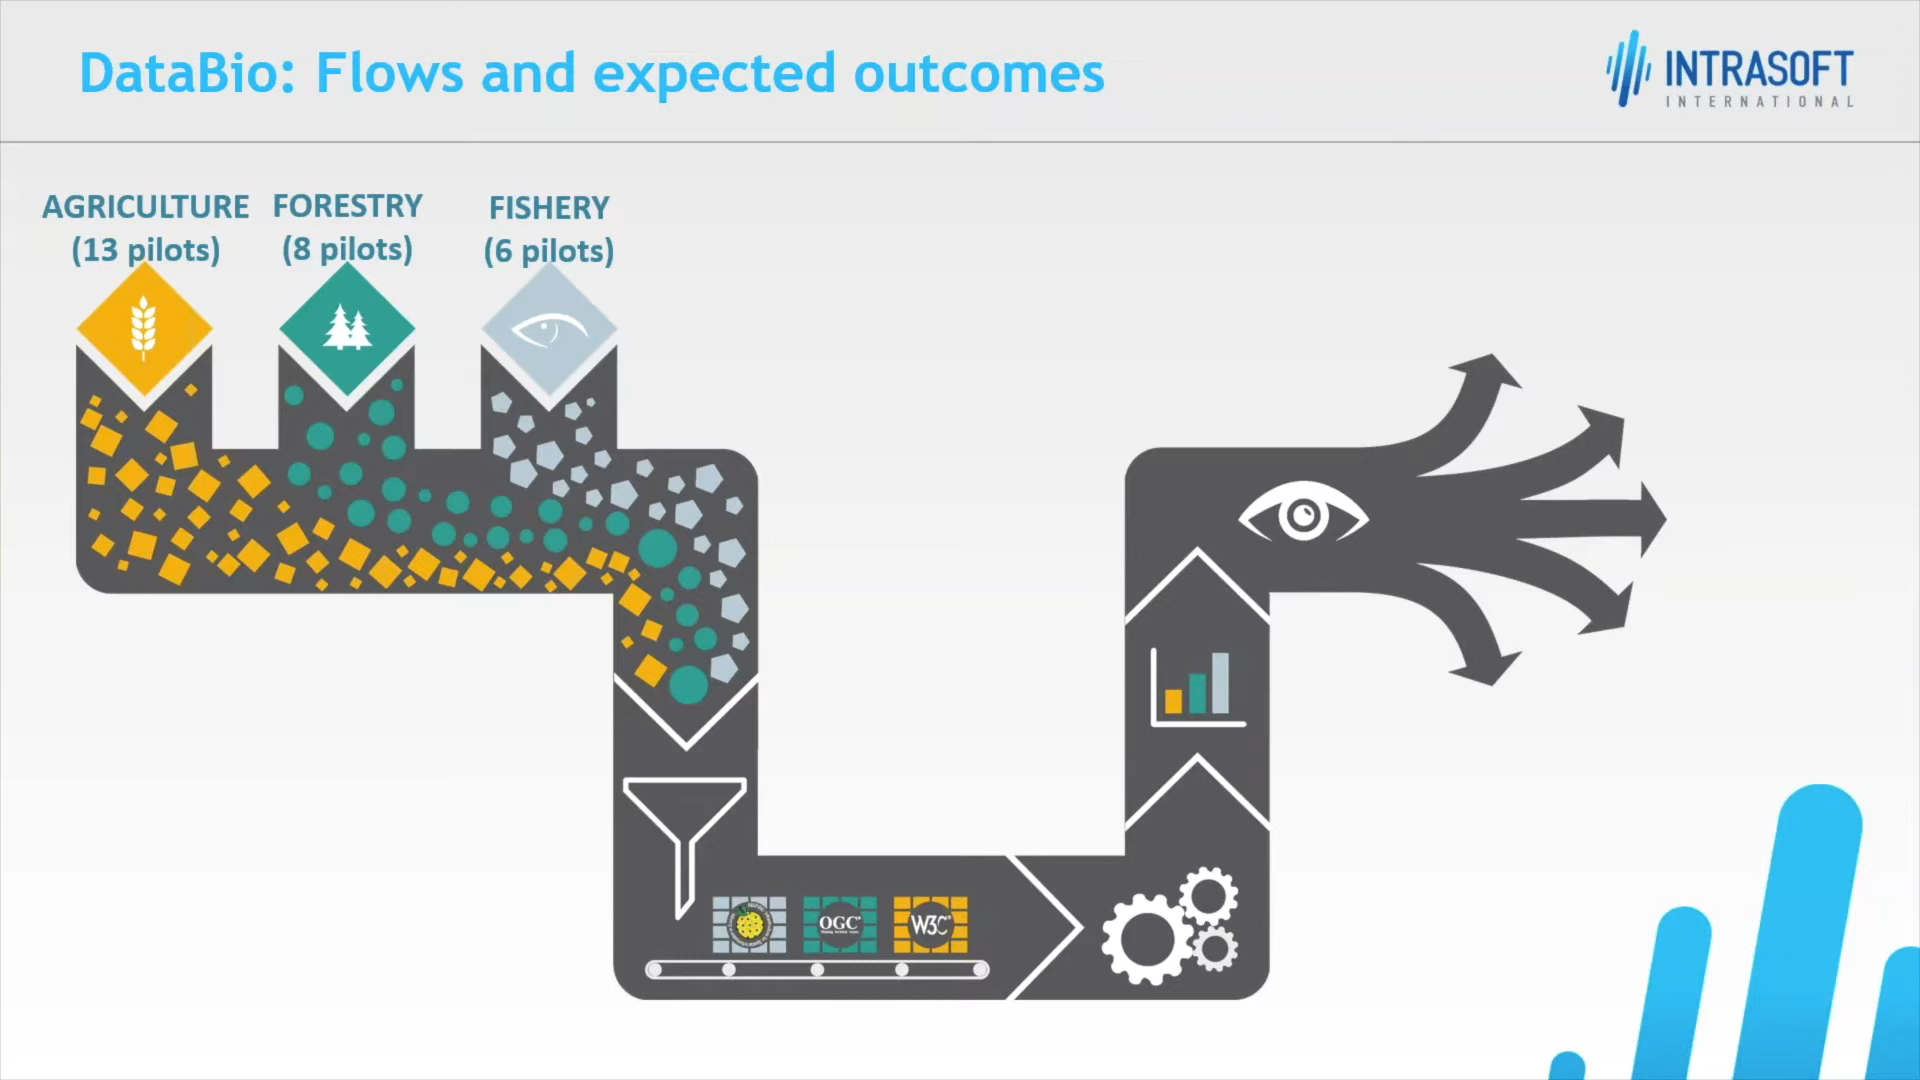 DataBio: Flows and expected outcomes
INTRASOFT
INTERNATIONAL
AGRICULTURE
(13 pilots)
FORESTRY
(8 pilots)
FISHERY
(6 pilots)
OGC
W3C